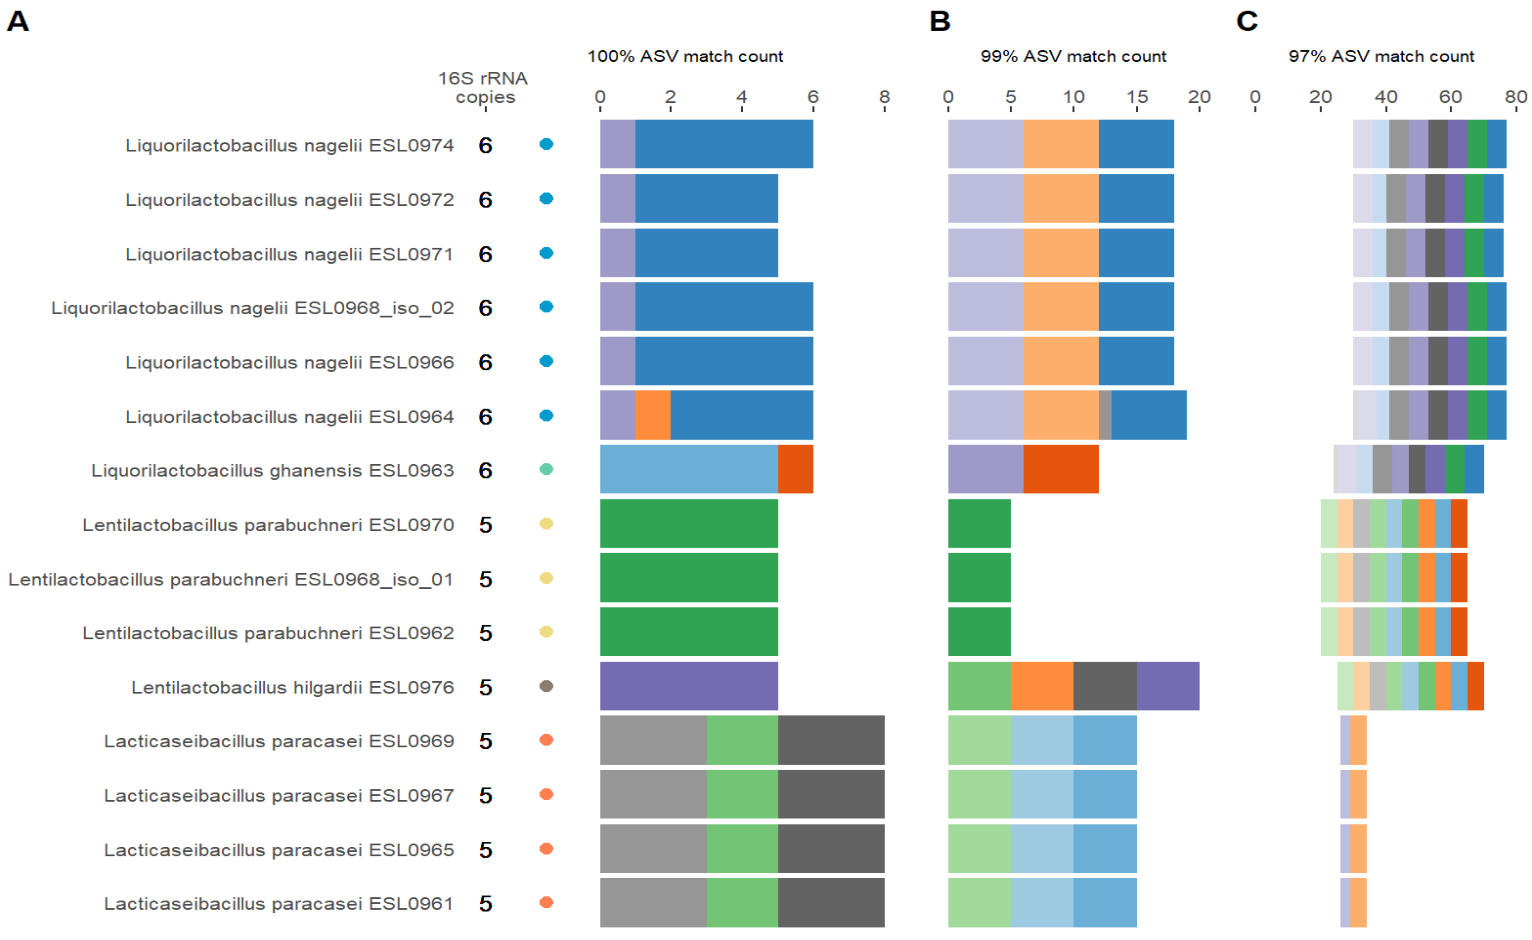 A
B
C
100% ASV match count
99% ASV match count
97% ASV match count
16S rRNA
copies
0 2 4 6 8
0 5 10 15 20
0 20 40 60 80
Liquorilactobacillus nagelii ESL0974 6
Liquorilactobacillus nagelii ESL0972 6
Liquorilactobacillus nagelii ESL0971 6
Liquorilactobacillus nagelii ESL0968_iso_02 6
Liquorilactobacillus nagelii ESL0966 6
Liquorilactobacillus nagelii ESL0964 6
Liquorilactobacillus ghanensis ESL0963 6
Lentilactobacillus parabuchneri ESL0970 5
Lentilactobacillus parabuchneri ESL0968_iso_01 5
Lentilactobacillus parabuchneri ESL0962 5
Lentilactobacillus hilgardii ESL0976 5
Lacticaseibacillus paracasei ESL0969 5
Lacticaseibacillus paracasei ESL0967 5
Lacticaseibacillus paracasei ESL0965 5
Lacticaseibacillus paracasei ESL0961 5